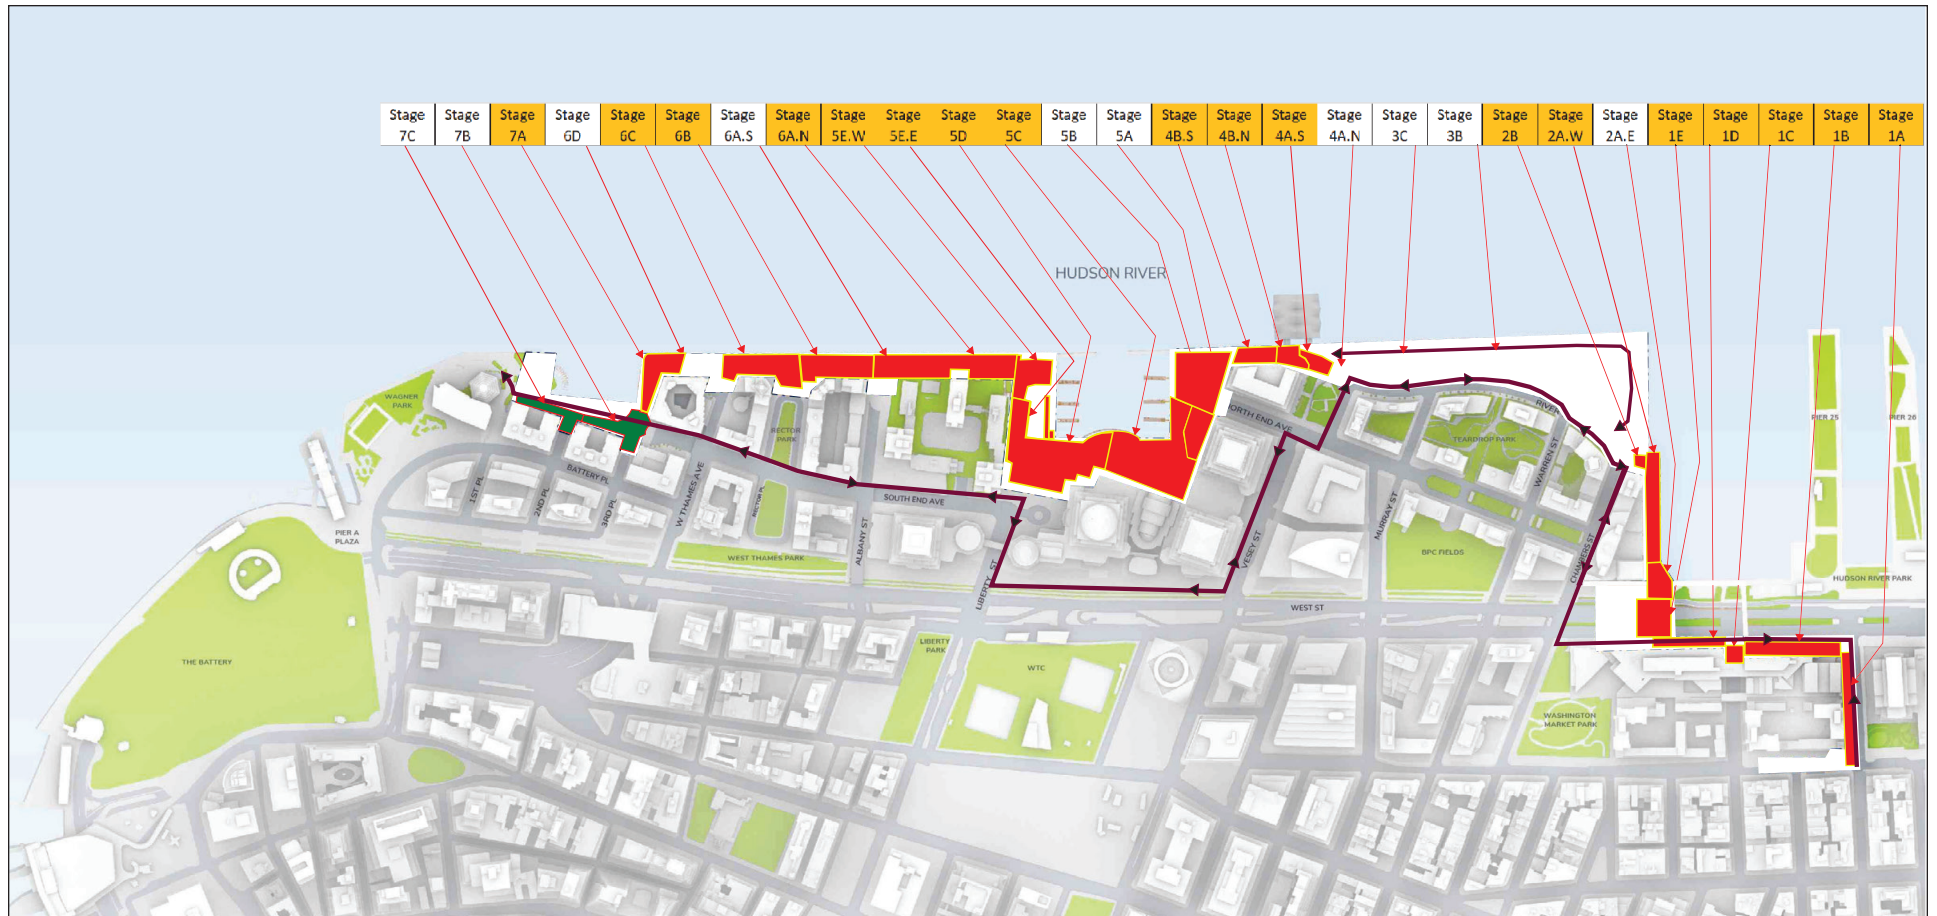 Stage 7C
Stage 7B
Stage 7A
Stage 6D
Stage 6C
Stage 6B
Stage 6A.S
Stage 6A.N
Stage 5E.W
Stage 5E.E
Stage 5D
Stage 5C
Stage 5B
Stage 5A
Stage 4B.S
Stage 4B.N
Stage 4A.S
Stage 4A.N
Stage 3C
Stage 3B
Stage 2B
Stage 2A.W
Stage 2A.E
Stage 1E
Stage 1D
Stage 1C
Stage 1B
Stage 1A
HUDSON RIVER
WAGNER
PARK
RECTOR
PARK
ORTH END AVE
RIVER
TEARDROP PARK
WARREN ST
PIER 25
PIER 26
1ST PL
2ND PL
BATTERY PL
3RD PL
W THAMES AVE
RECTOR PL
SOUTH END AVE
ALBANY ST
LIBERTY ST
VESEY ST
MURRAY ST
CHAMBERS ST
PIER A
PLAZA
WEST THAMES PARK
BPC FIELDS
HUDSON RIVER PARK
WEST ST
THE BATTERY
LIBERTY
PARK
WTC
WASHINGTON
MARKET PARK